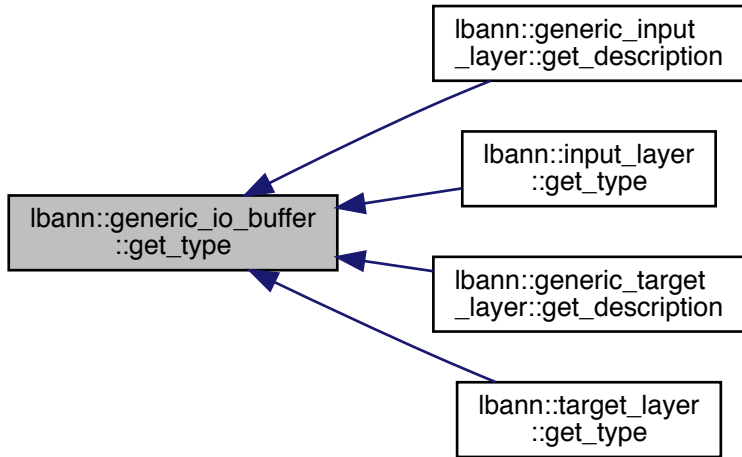 lbann::generic_input
_layer::get_description
lbann::input_layer
::get_type
lbann::generic_io_buffer
::get_type
lbann::generic_target
_layer::get_description
lbann::target_layer
::get_type